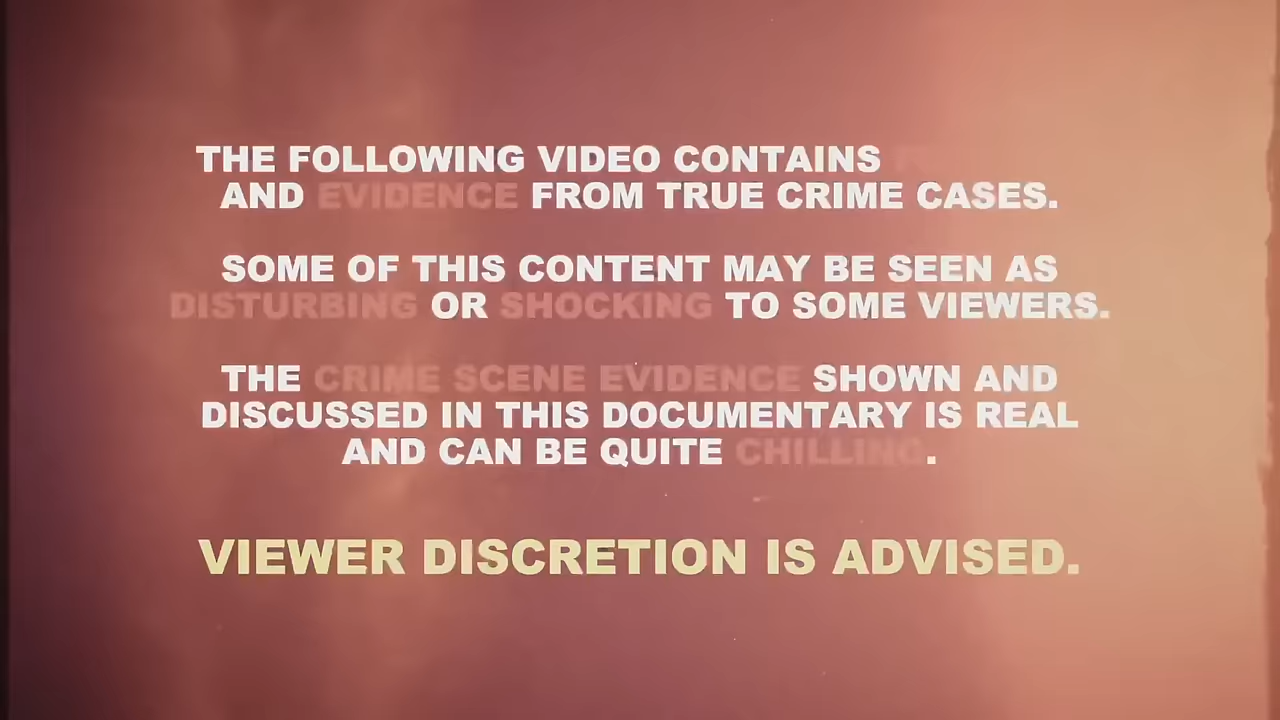 THE FOLLOWING VIDEO CONTAINS
AND EVIDENCE FROM TRUE CRIME CASES.
SOME OF THIS CONTENT MAY BE SEEN AS
DISTURBING OR SHOCKING TO SOME VIEWERS.
THE CRIME SCENE EVIDENCE SHOWN AND
DISCUSSED IN THIS DOCUMENTARY IS REAL
AND CAN BE QUITE CHILLING.
VIEWER DISCRETION IS ADVISED.